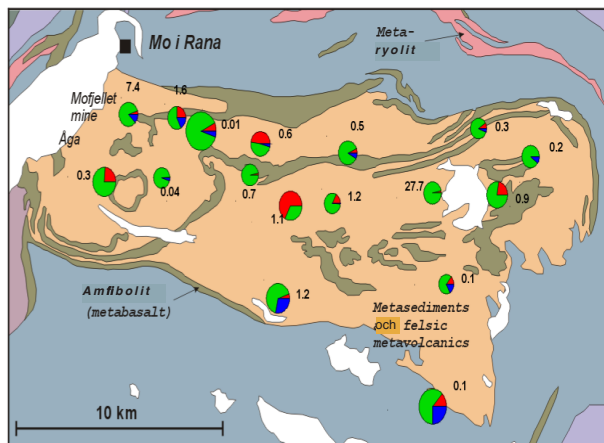 Meta-
ryolit
Mo i Rana
7.4
1.6
Mofjellet
mine
0.01
0.6
0.5
0.3
Åga
0.2
0.3
0.04
0.7
1.1
1.2
27.7
0.9
0.1
Amfibolit
(metabasalt)
1.2
Metasediments
och felsic
metavolcanics
0.1
10 km